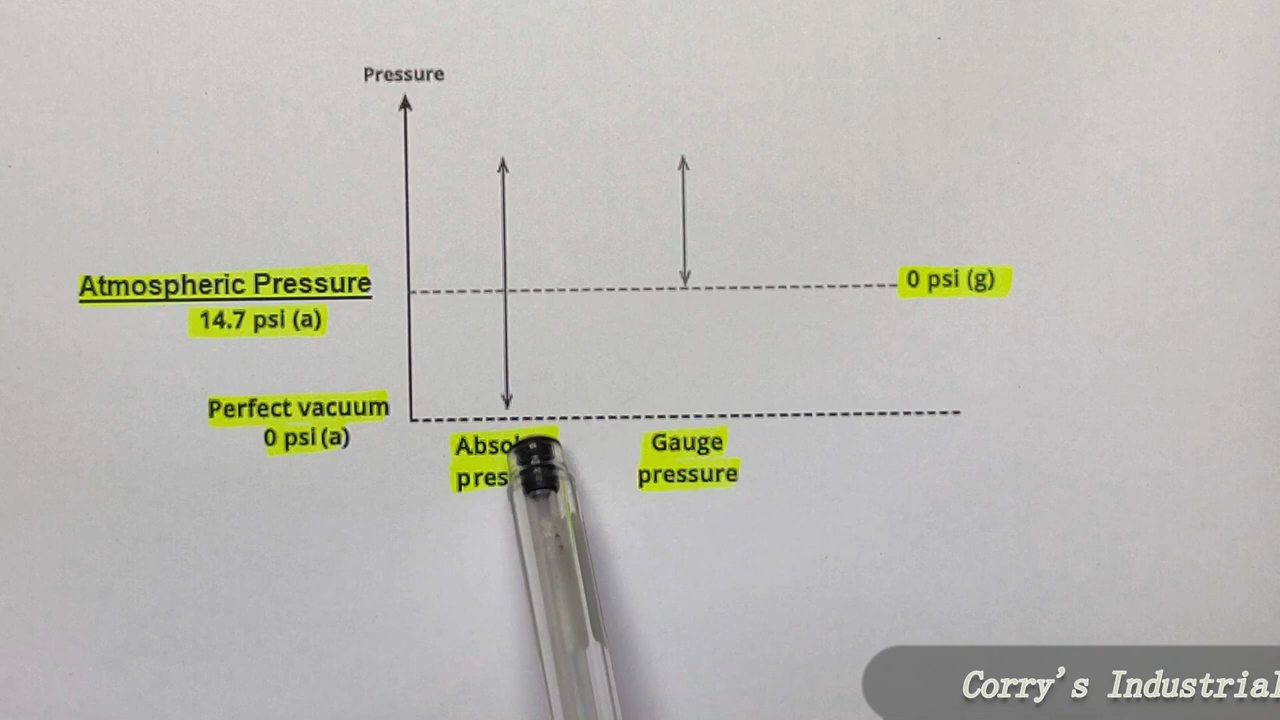 Pressure
Atmospheric Pressure
14.7 psi (a)
0 psi (g)
Perfect vacuum
0 psi (a)
Gauge
pressure
Corry's Industrial